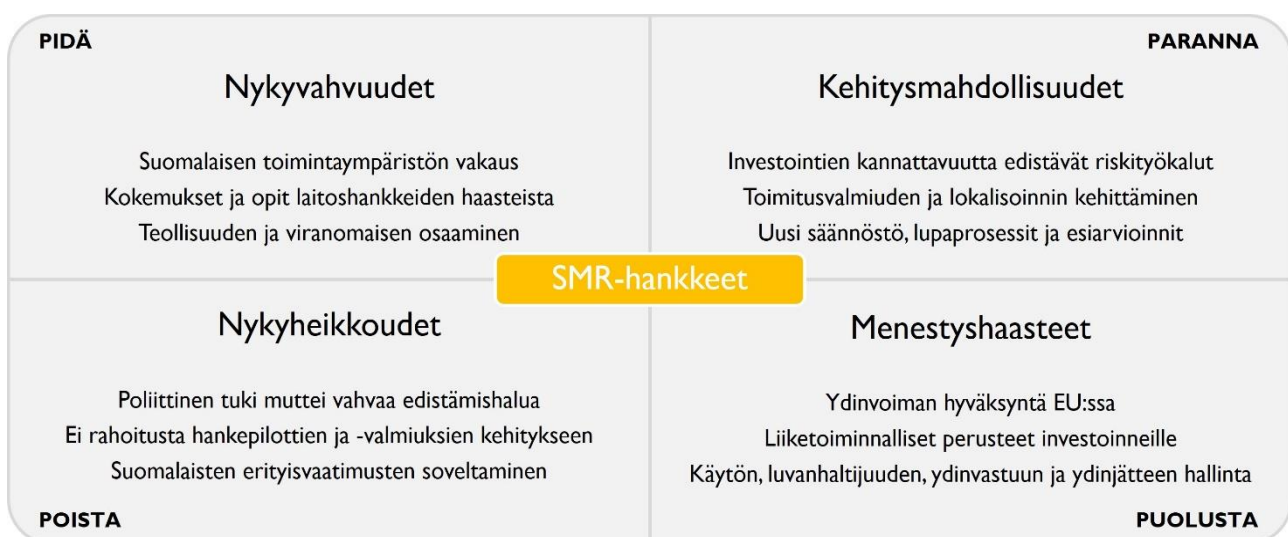 PIDÄ
Nykyvahvuudet
Suomalaisen toimintaympäristön vakaus
Kokemukset ja opit laitoshankkeiden haasteista
Teollisuuden ja viranomaisen osaaminen
PARANNA
Kehitysmahdollisuudet
Investointien kannattavuutta edistävät riskityökalut
Toimitusvalmiuden ja lokalisoinnin kehittäminen
Uusi säännöstö, lupaprosessit ja esiarvioinnit
SMR-hankkeet
Nykyheikkoudet
Poliittinen tuki muttei vahvaa edistämishalua
Ei rahoitusta hankepilottien ja -valmiuksien kehitykseen
Suomalaisten erityisvaatimusten soveltaminen
POISTA
Menestyshaasteet
Ydinvoiman hyväksyntä EU:ssa
Liiketoiminnalliset perusteet investoinneille
Käytön, luvanhaltijuuden, ydinvastuun ja ydinjätteen hallinta
PUOLUSTA